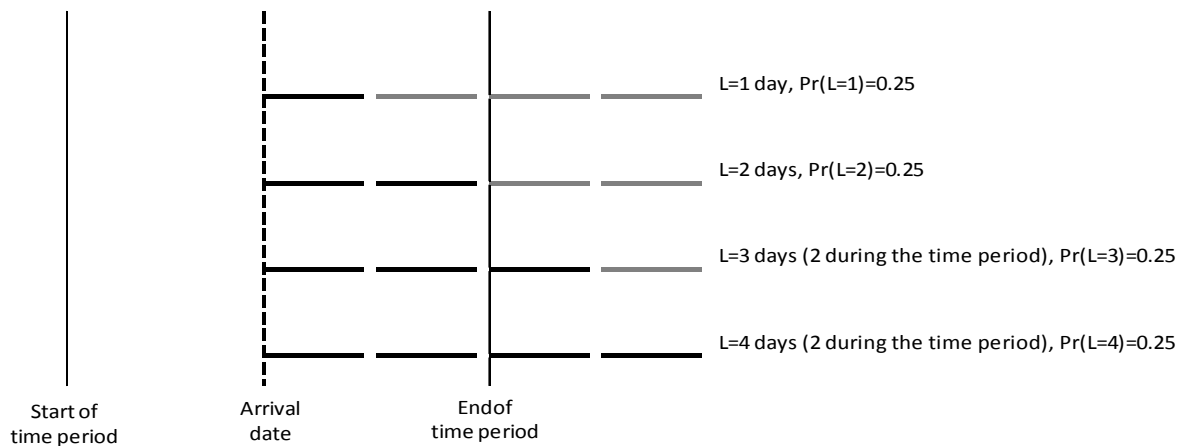 L=1 day, Pr(L=1)=0.25
L=2 days, Pr(L=2)=0.25
L=3 days (2 during the time period), Pr(L=3)=0.25
L=4 days (2 during the time period), Pr(L=4)=0.25
Start of
time period
Arrival
date
Endof
time period